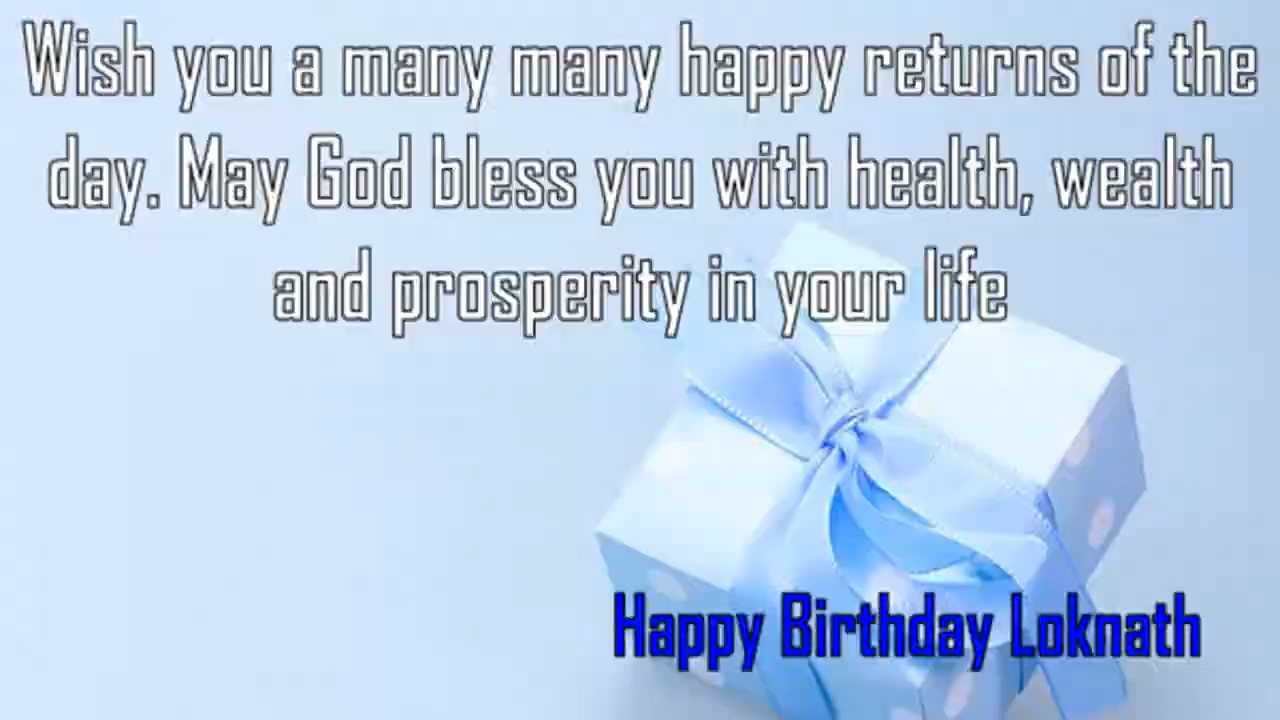 Wish you a many many happy returns of the
day. May God bless you with health, wealth
and prosperity in your life
Happy Birthday Loknath